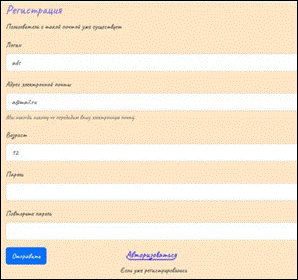 Регистрация
Пользователь с такой почтой уже существует
Логин
Адрес электронной почты
a@mail.ru
Мы никогда никому не передадим Вашу электронную почту
Возраст
12
Пароль
Повторите пароль
Отправить
Авторизоваться
Если уже регистрировались